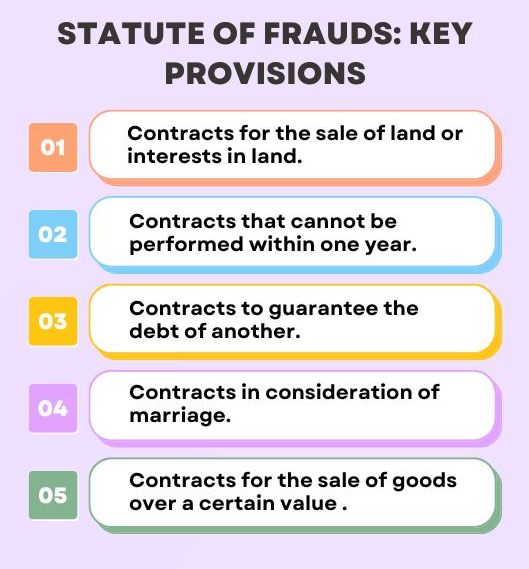 STATUTE OF FRAUDS: KEY
PROVISIONS
01
Contracts for the sale of land or
interests in land.
02
Contracts that cannot be
performed within one year.
03
Contracts to guarantee the
debt of another.
04
Contracts in consideration of
marriage.
05
Contracts for the sale of goods
over a certain value .